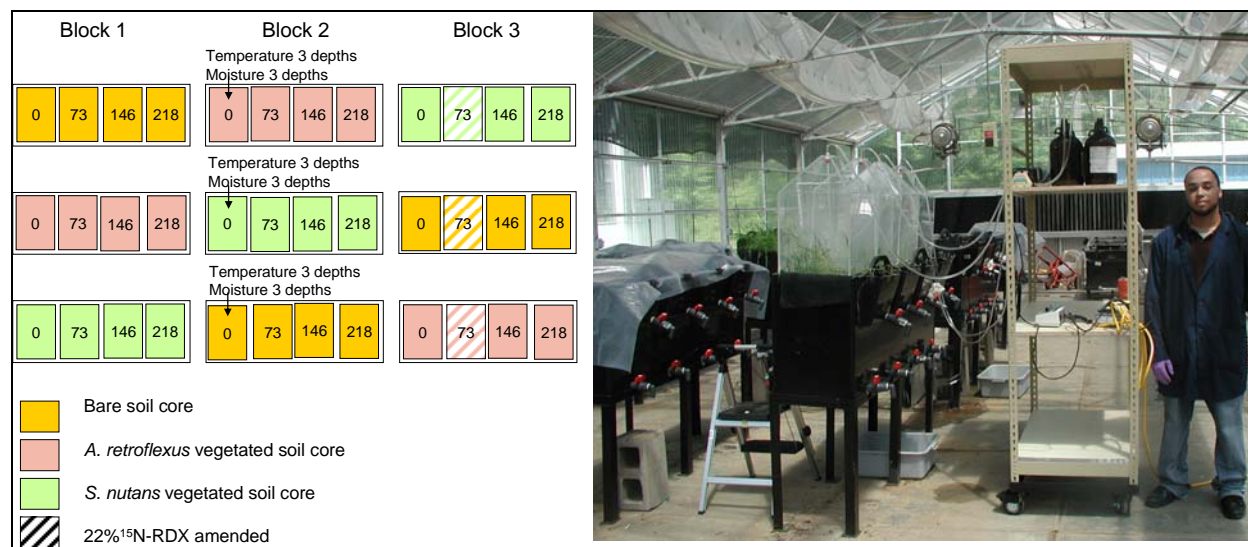 Block 1 Block 2 Block 3
Temperature 3 depths
Moisture 3 depths
0 73 146 218 0 73 146 218 0 73 146 218
Temperature 3 depths
Moisture 3 depths
0 73 146 218 0 73 146 218 0 73 146 218
Temperature 3 depths
Moisture 3 depths
0 73 146 218 0 73 146 218 0 73 146 218
Bare soil core
A. retroflexus vegetated soil core
S. nutans vegetated soil core
22%¹⁵N-RDX amended